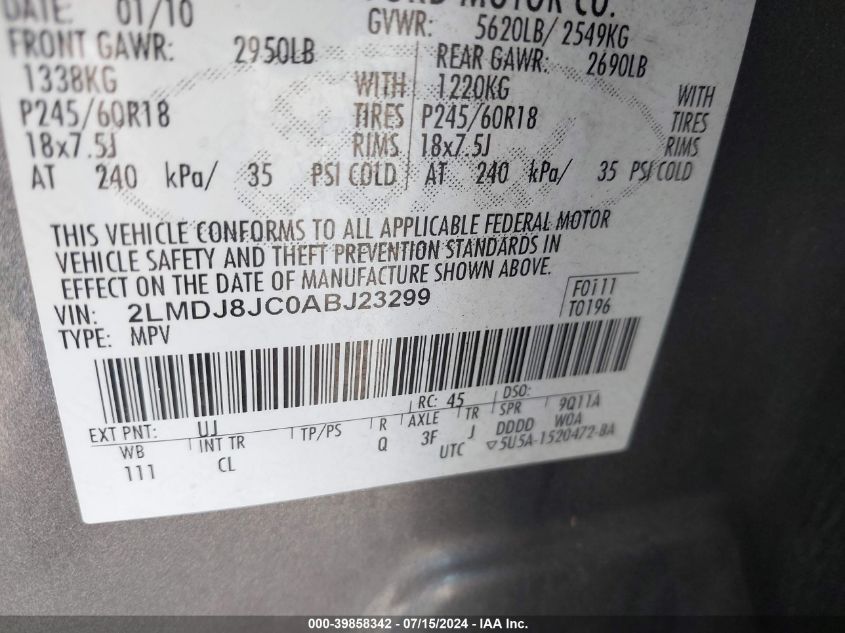 DATE 01/10 FORD MOTOR CO.
GVWR: 5620LB/ 2549KG
FRONT GAWR: 2950LB REAR GAWR: 2690LB
1338KG WITH 1220KG WITH
P245/60R18 TIRES P245/60R18 TIRES
18x7.5J RIMS 18x7.5J RIMS
AT 240 kPa/ 35 PSI COLD AT 240 kPa/ 35 PSI COLD
THIS VEHICLE CONFORMS TO ALL APPLICABLE FEDERAL MOTOR
VEHICLE SAFETY AND THEFT PREVENTION STANDARDS IN
EFFECT ON THE DATE OF MANUFACTURE SHOWN ABOVE.
VIN: 2LMDJ8JC0ABJ23299 F0111
TYPE: MPV T0196
RC: 45 DSO:
EXT PNT: UJ 9Q11A
WB INT TR TP/PS R AXLE TR SPR W0A
111 CL Q 3F J DDDD
UTC ▽5U5A-1520472-BA
000-39858342 - 07/15/2024 - IAA Inc.